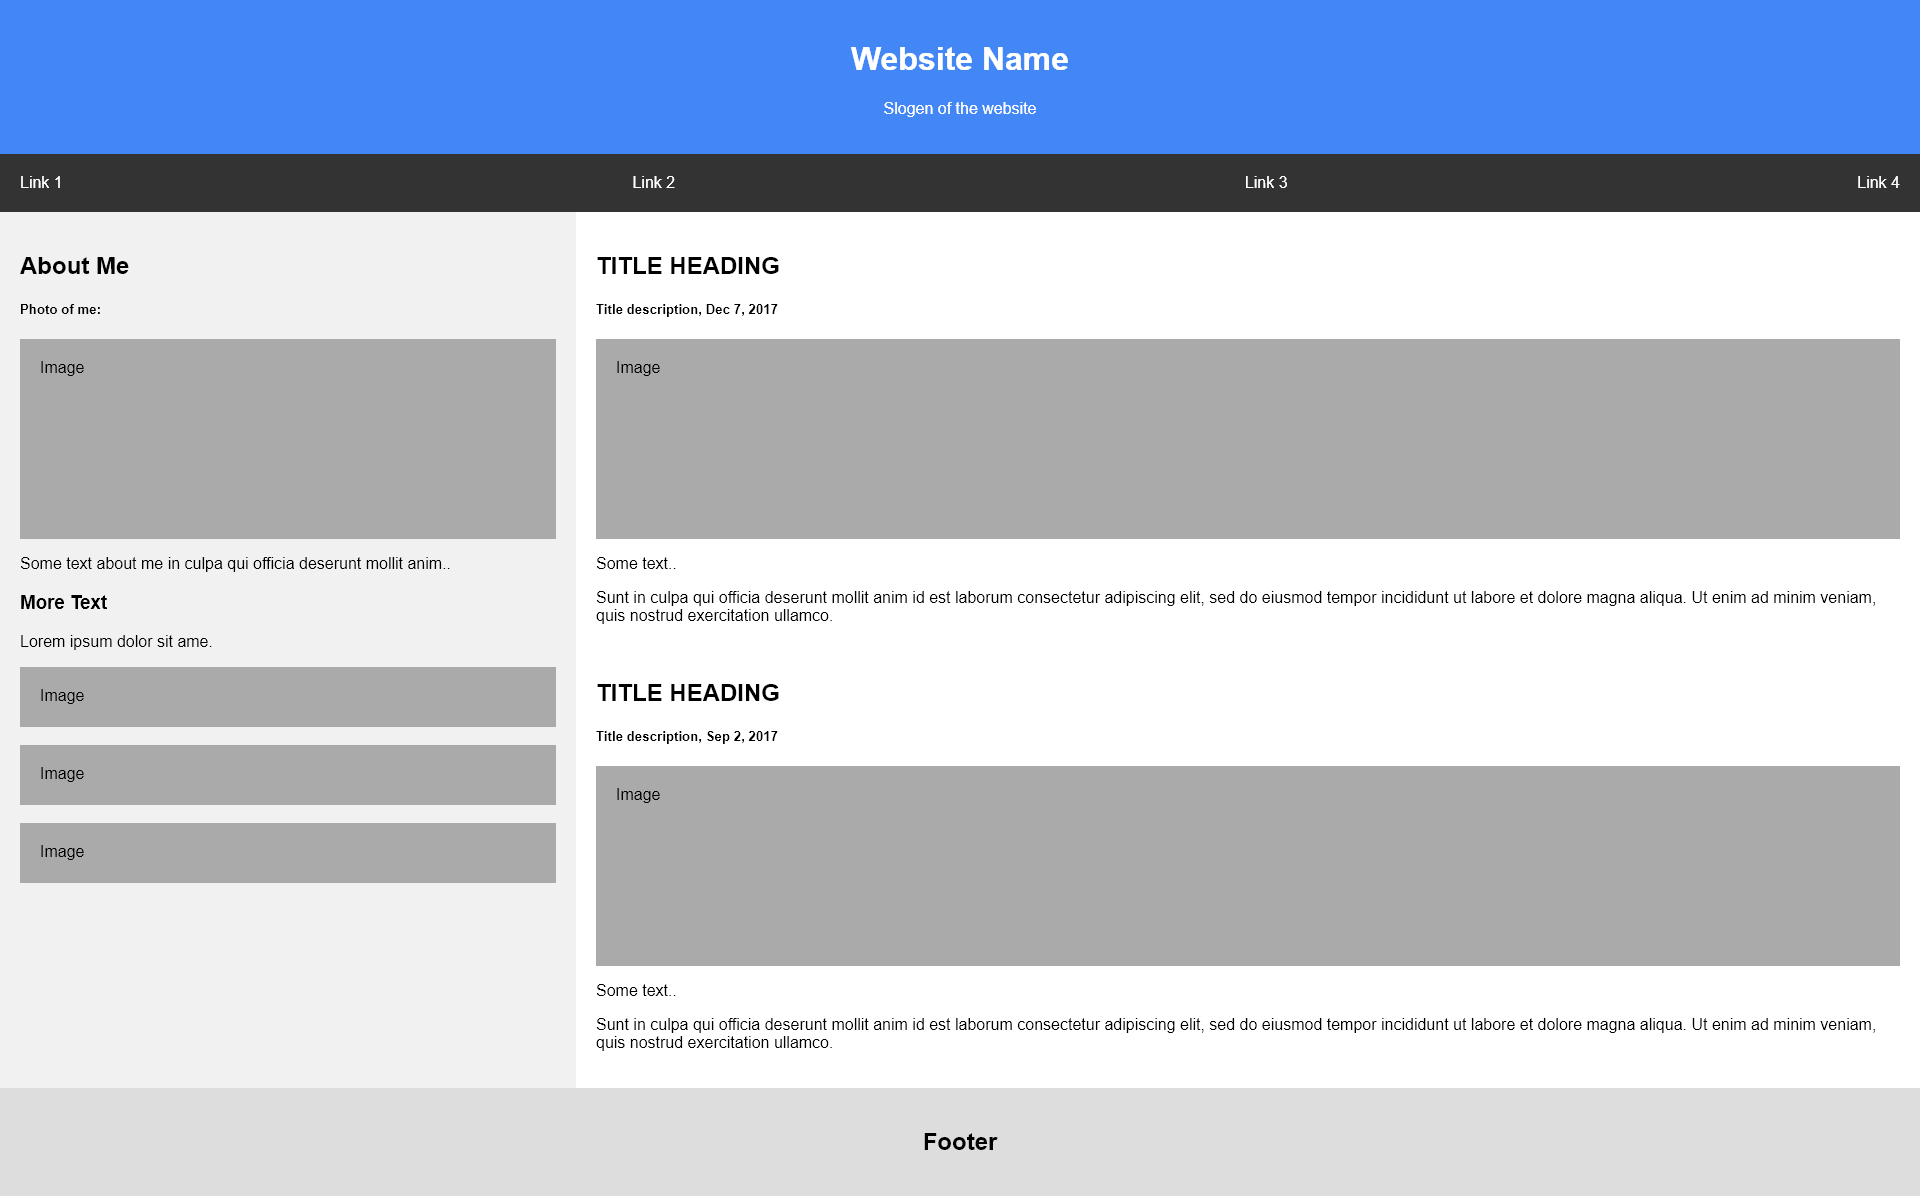 Website Name
Slogen of the website
Link 1
Link 2
Link 3
Link 4
About Me
Photo of me:
Image
Some text about me in culpa qui officia deserunt mollit anim..
More Text
Lorem ipsum dolor sit ame.
Image
Image
Image
TITLE HEADING
Title description, Dec 7, 2017
Image
Some text..
Sunt in culpa qui officia deserunt mollit anim id est laborum consectetur adipiscing elit, sed do eiusmod tempor incididunt ut labore et dolore magna aliqua. Ut enim ad minim veniam,
quis nostrud exercitation ullamco.
TITLE HEADING
Title description, Sep 2, 2017
Image
Some text..
Sunt in culpa qui officia deserunt mollit anim id est laborum consectetur adipiscing elit, sed do eiusmod tempor incididunt ut labore et dolore magna aliqua. Ut enim ad minim veniam,
quis nostrud exercitation ullamco.
Footer